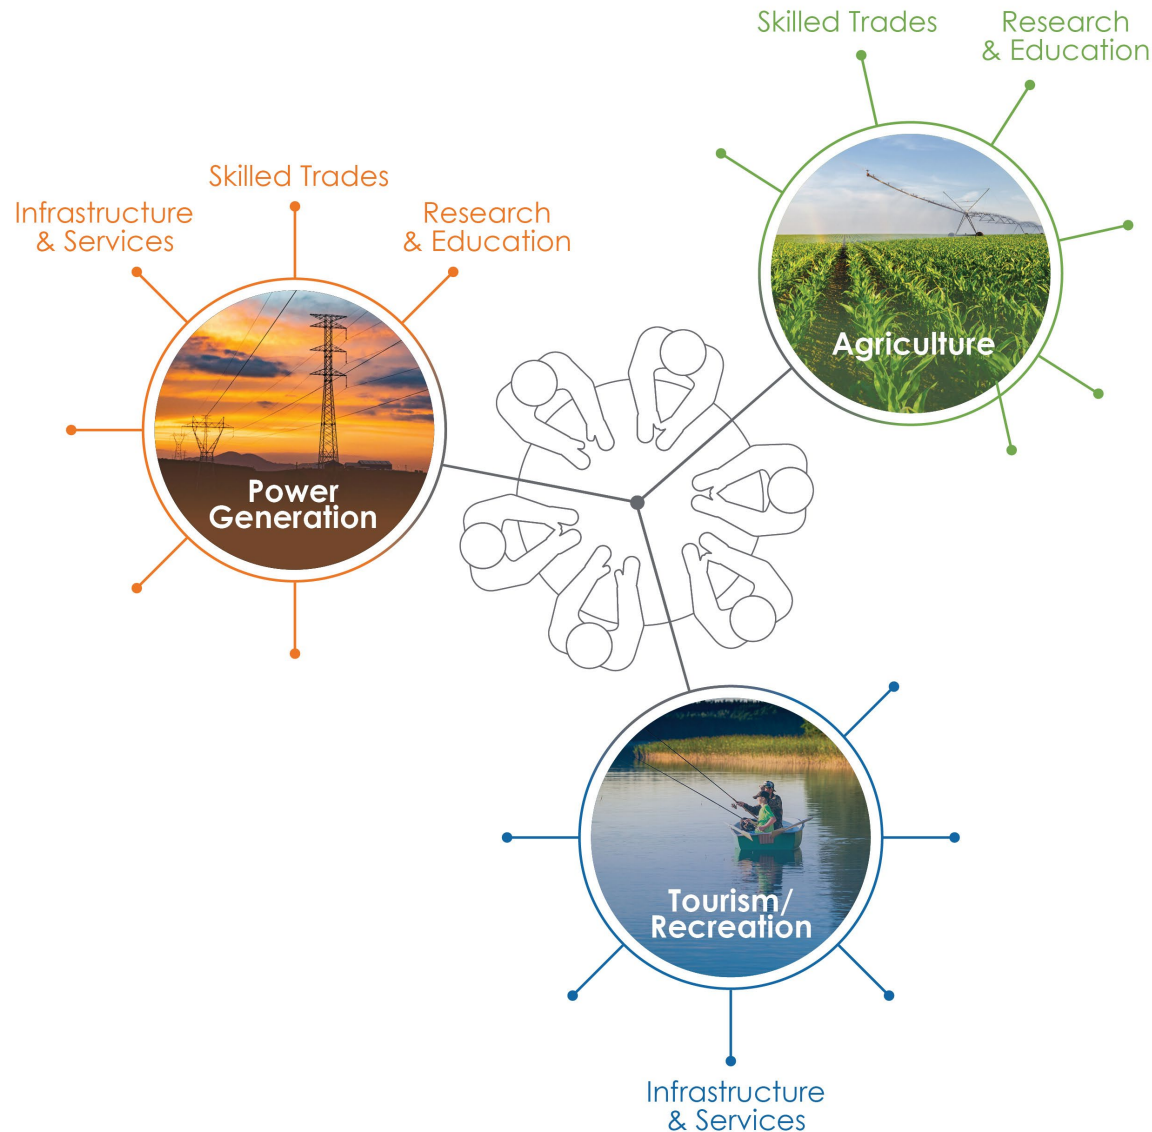 Skilled Trades
Research
& Education
Agriculture
Skilled Trades
Infrastructure
& Services
Research
& Education
Power
Generation
Tourism/
Recreation
Infrastructure
& Services